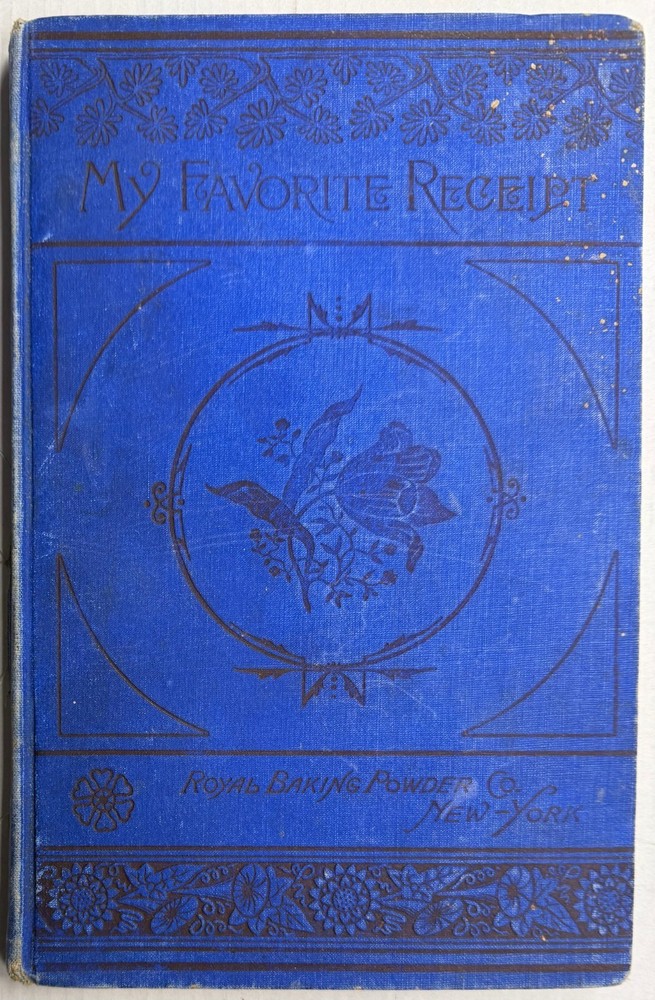 My Favorite Receipt
Royal Baking Powder Co.
New-York